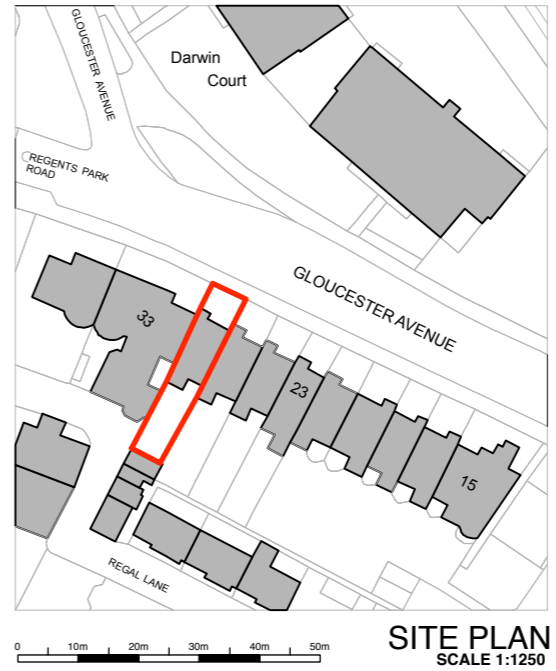 GLOUCESTER AVENUE
Darwin
Court
REGENTS PARK
ROAD
GLOUCESTER AVENUE
33
23
15
REGAL LANE
0 10m 20m 30m 40m 50m
SITE PLAN
SCALE 1:1250